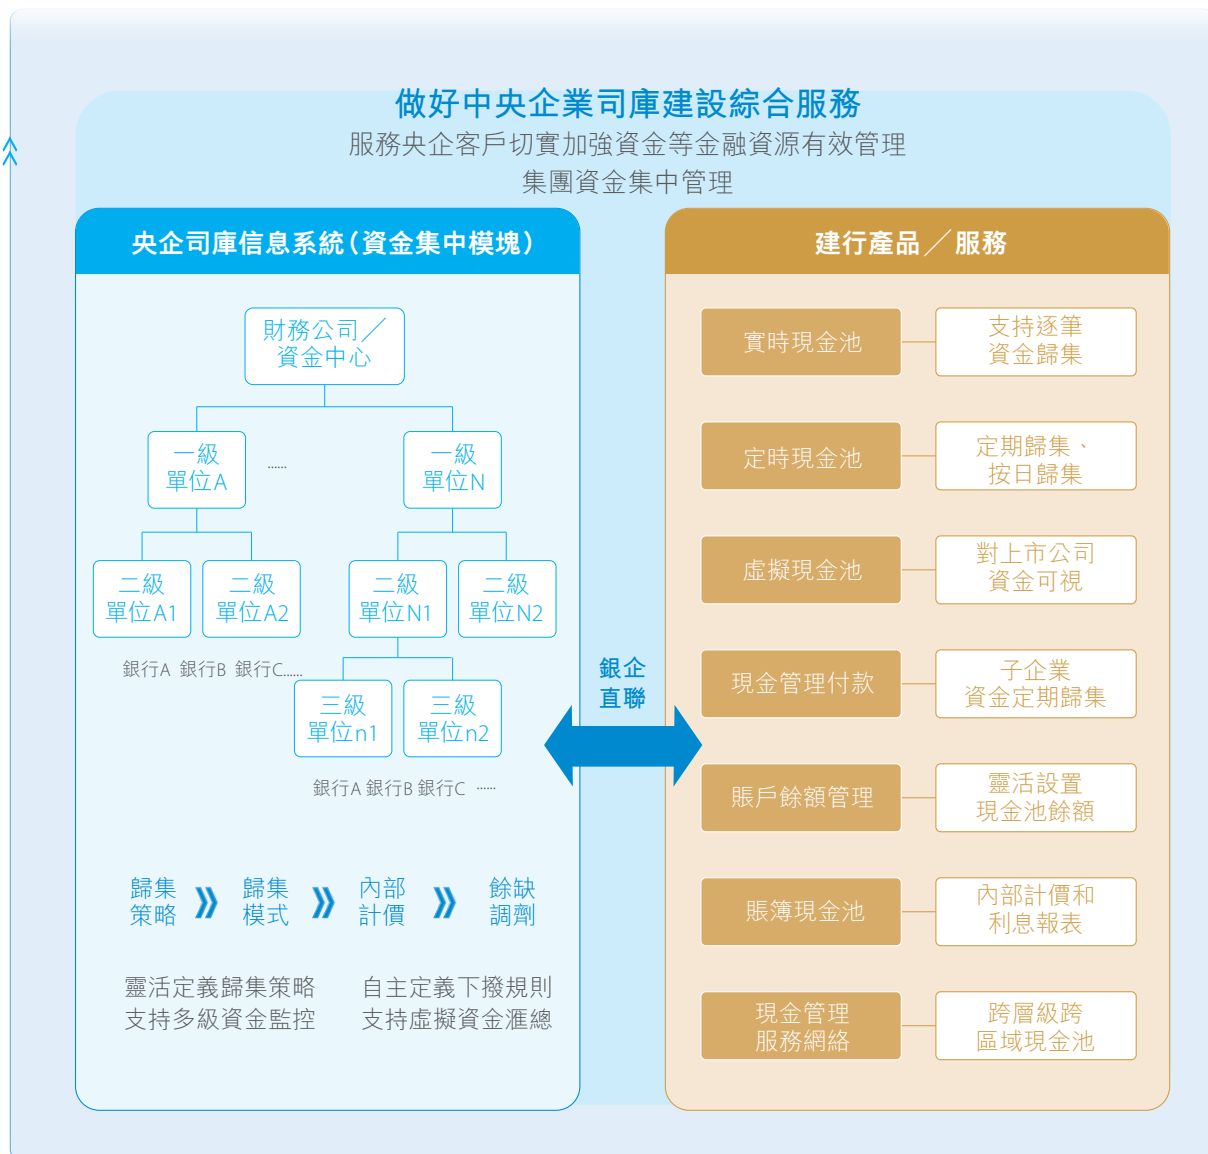 做好中央企業司庫建設綜合服務
服務央企客戶切實加強資金等金融資源有效管理
集團資金集中管理
央企司庫信息系統(資金集中模塊)
財務公司／
資金中心
一級
單位A
......
一級
單位N
二級
單位A1
二級
單位A2
二級
單位N1
二級
單位N2
銀行A 銀行B 銀行C......
三級
單位n1
三級
單位n2
銀行A 銀行B 銀行C ......
歸集
策略
歸集
模式
內部
計價
餘缺
調劑
靈活定義歸集策略
支持多級資金監控
自主定義下撥規則
支持虛擬資金滙總
銀企
直聯
建行產品／服務
實時現金池
支持逐筆
資金歸集
定時現金池
定期歸集、
按日歸集
虛擬現金池
對上市公司
資金可視
現金管理付款
子企業
資金定期歸集
賬戶餘額管理
靈活設置
現金池餘額
賬簿現金池
內部計價和
利息報表
現金管理
服務網絡
跨層級跨
區域現金池